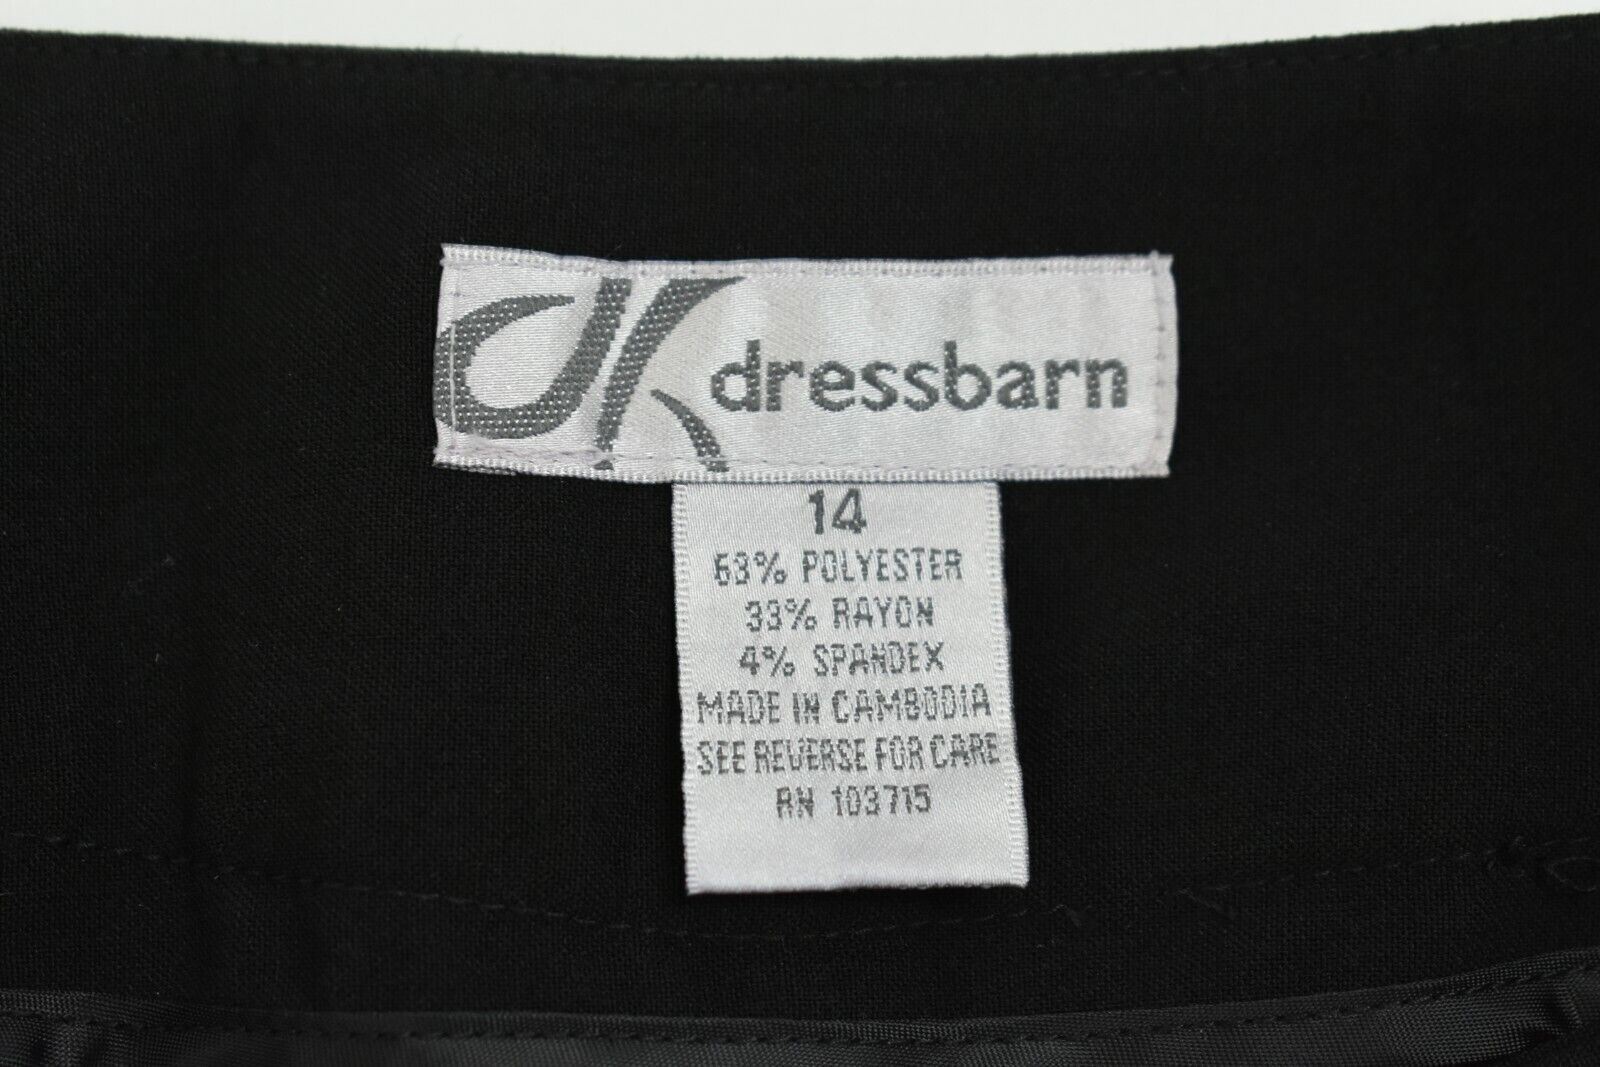 dressbarn
14
63% POLYESTER
33% RAYON
4% SPANDEX
MADE IN CAMBODIA
SEE REVERSE FOR CARE
RN 103715